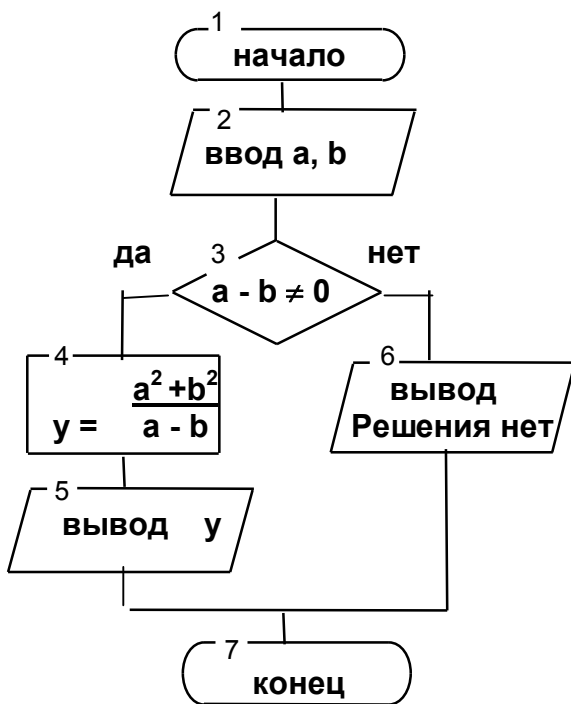 1
начало
2
ввод a, b
3
да
нет
a - b ≠ 0
4
y = a² + b²
a - b
5
вывод y
6
вывод
Решения нет
7
конец